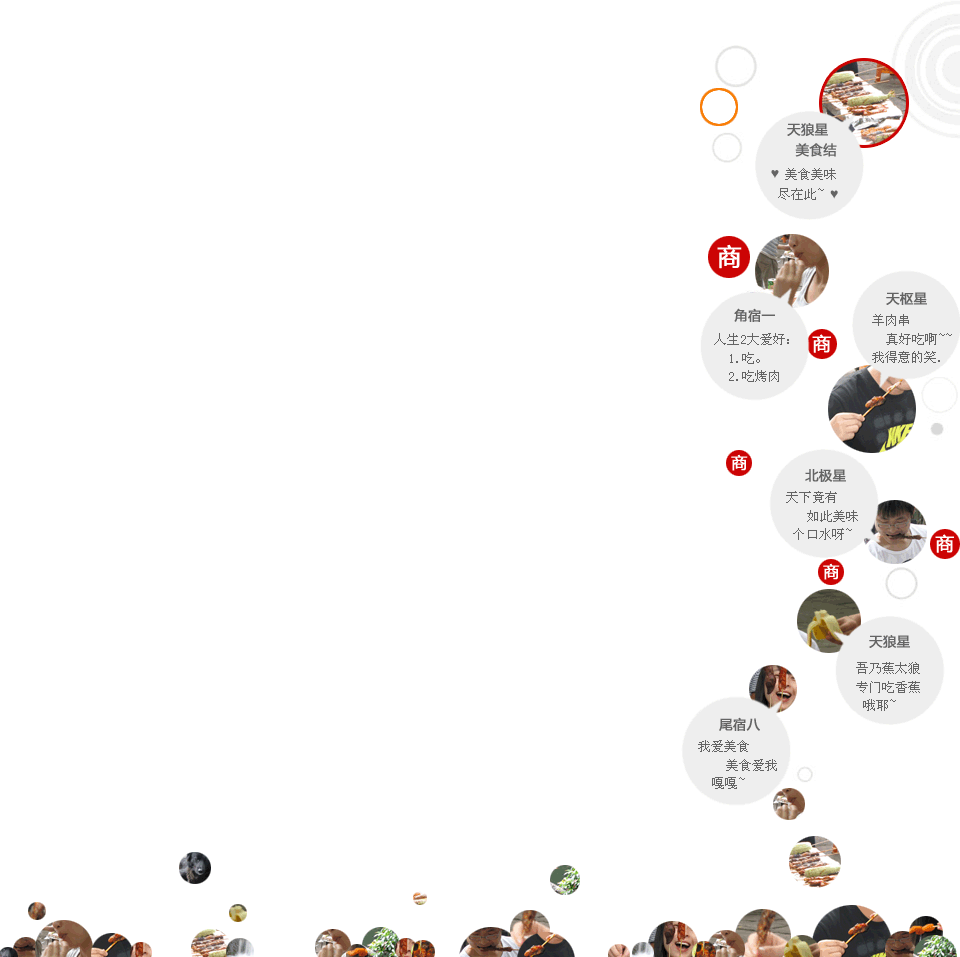 天狼星
美食结
♥ 美食美味
尽在此~ ♥
商
角宿一
人生2大爱好:
1.吃。
2.吃烤肉
商
天枢星
羊肉串
真好吃啊~~
我得意的笑.
NIKE
商
北极星
天下竟有
如此美味
个口水呀~
商
商
天狼星
吾乃蕉太狼
专门吃香蕉
哦耶~
尾宿八
我爱美食
美食爱我
嘎嘎~